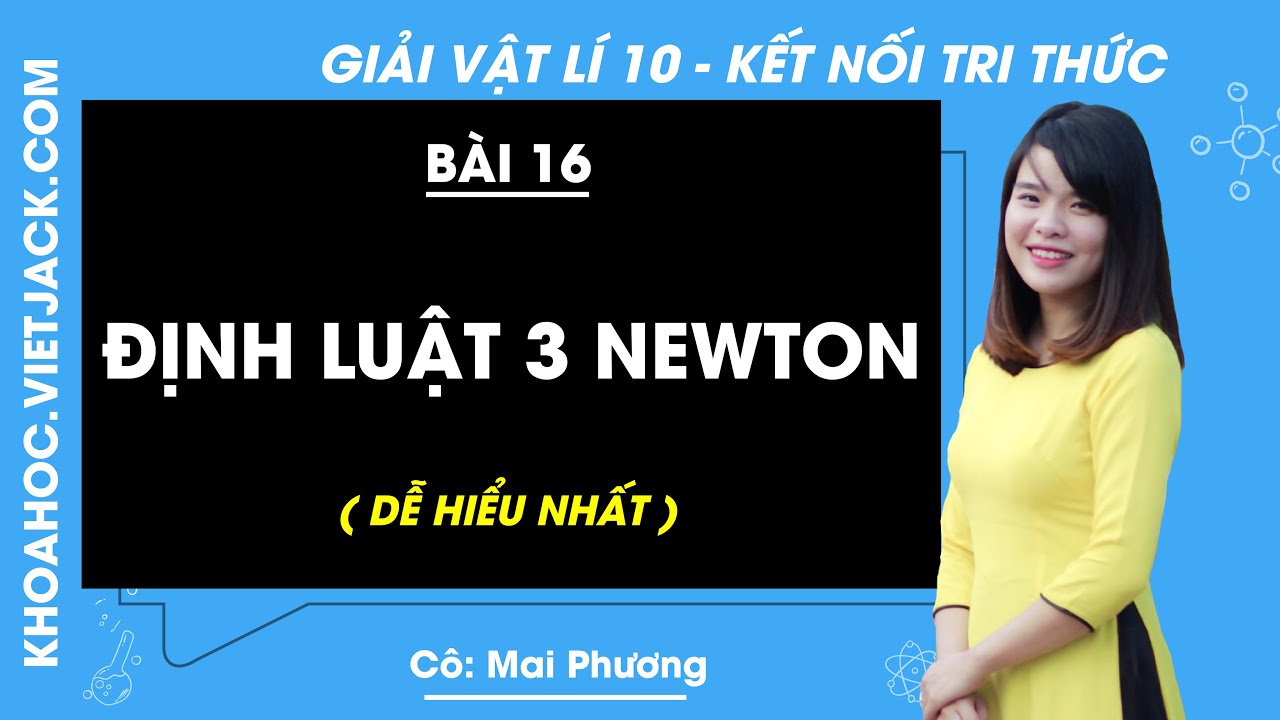 GIẢI VẬT LÍ 10 - KẾT NỐI TRI THỨC
KHOAHOC.VIETJACK.COM
BÀI 16
ĐỊNH LUẬT 3 NEWTON
( DỄ HIỂU NHẤT )
Cô: Mai Phương